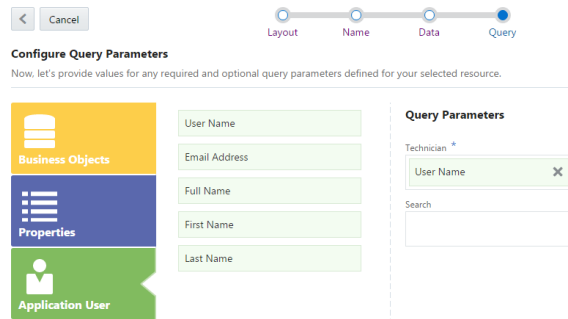 Cancel
Layout
Name
Data
Query
Configure Query Parameters
Now, let's provide values for any required and optional query parameters defined for your selected resource.
Business Objects
Properties
Application User
User Name
Email Address
Full Name
First Name
Last Name
Query Parameters
Technician *
User Name
Search